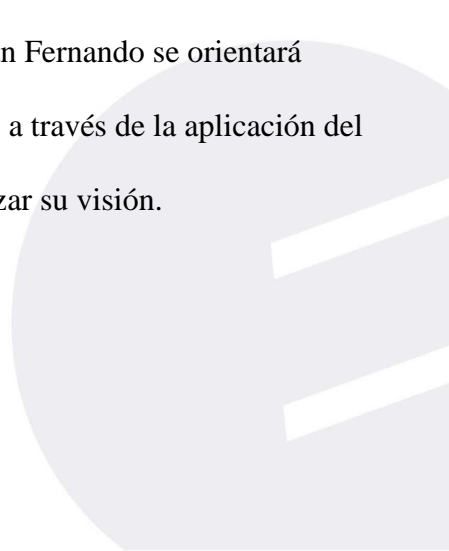 n Fernando se orientará
a través de la aplicación del
zar su visión.